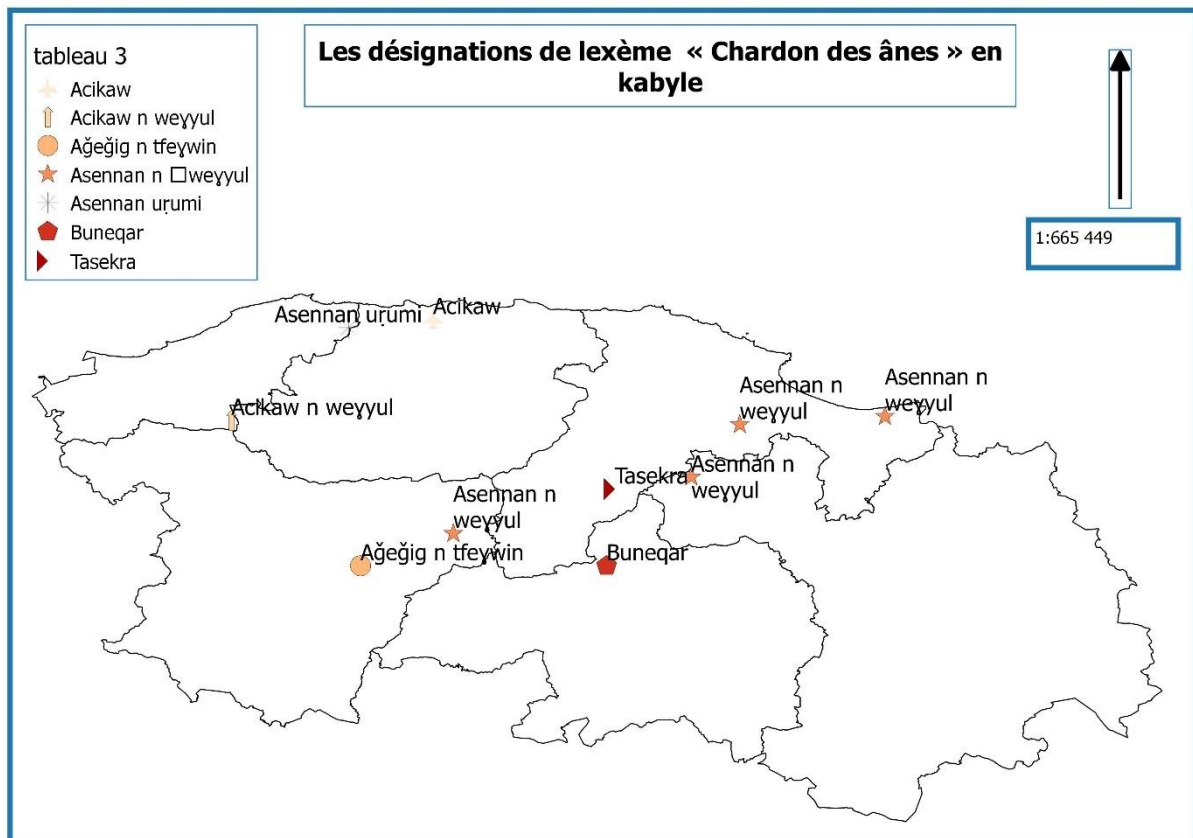 Les désignations de lexème « Chardon des ânes » en
kabyle
tableau 3
Acikaw
Acikaw n weɣyul
Aǧeǧig n tfeɣwin
Asennan n □weɣyul
Asennan uṛumi
Buneqar
Tasekra
1:665 449
Asennan uṛumi
Acikaw
Acikaw n weɣyul
Asennan n
weɣyul
Asennan n
weɣyul
Asennan n
weɣyul
Tasekra
Asennan n
weɣyul
Aǧeǧig n tfeɣwin
Buneqar